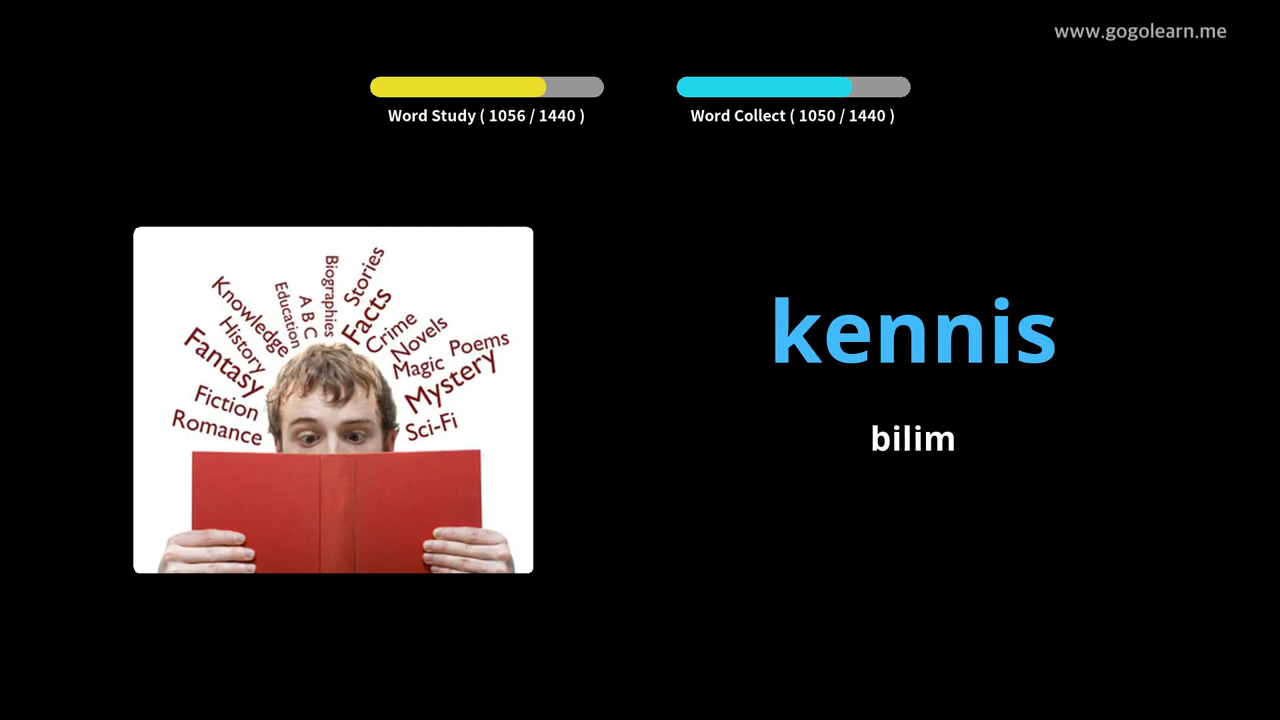 www.gogolearn.me
Word Study ( 1056 / 1440 )
Word Collect ( 1050 / 1440 )
Biographies
Stories
Education
A B C
Facts
Knowledge
Crime
History
Novels
Fantasy
Magic
Poems
Mystery
Fiction
Romance
Sci-Fi
kennis
bilim